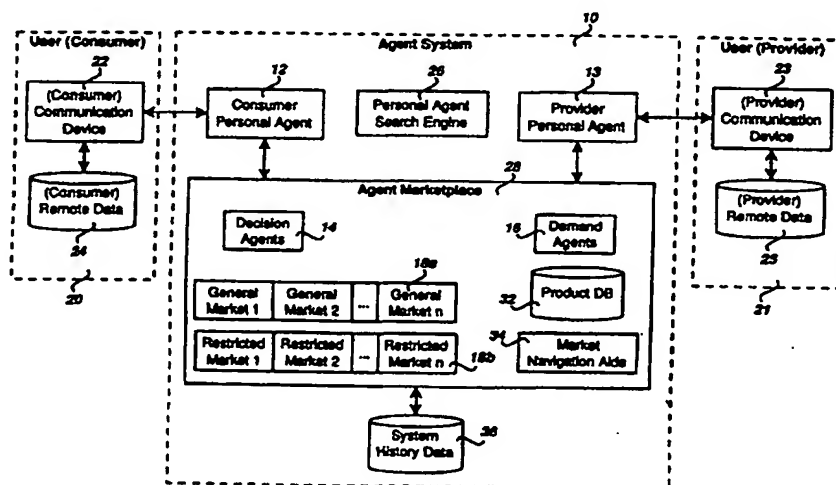 User (Consumer)
Agent System
10
User (Provider)
22
12
26
13
23
(Consumer)
Communication
Device
Consumer
Personal Agent
Personal Agent
Search Engine
Provider
Personal Agent
(Provider)
Communication
Device
Agent Marketplace
28
(Consumer)
Remote Data
24
20
Decision
Agents
14
16
Demand
Agents
(Provider)
Remote Data
25
21
18a
General
Market 1
General
Market 2
...
General
Market n
32
Product DB
Restricted
Market 1
Restricted
Market 2
...
Restricted
Market n
18b
34
Market
Navigation Aids
System
History Data
36